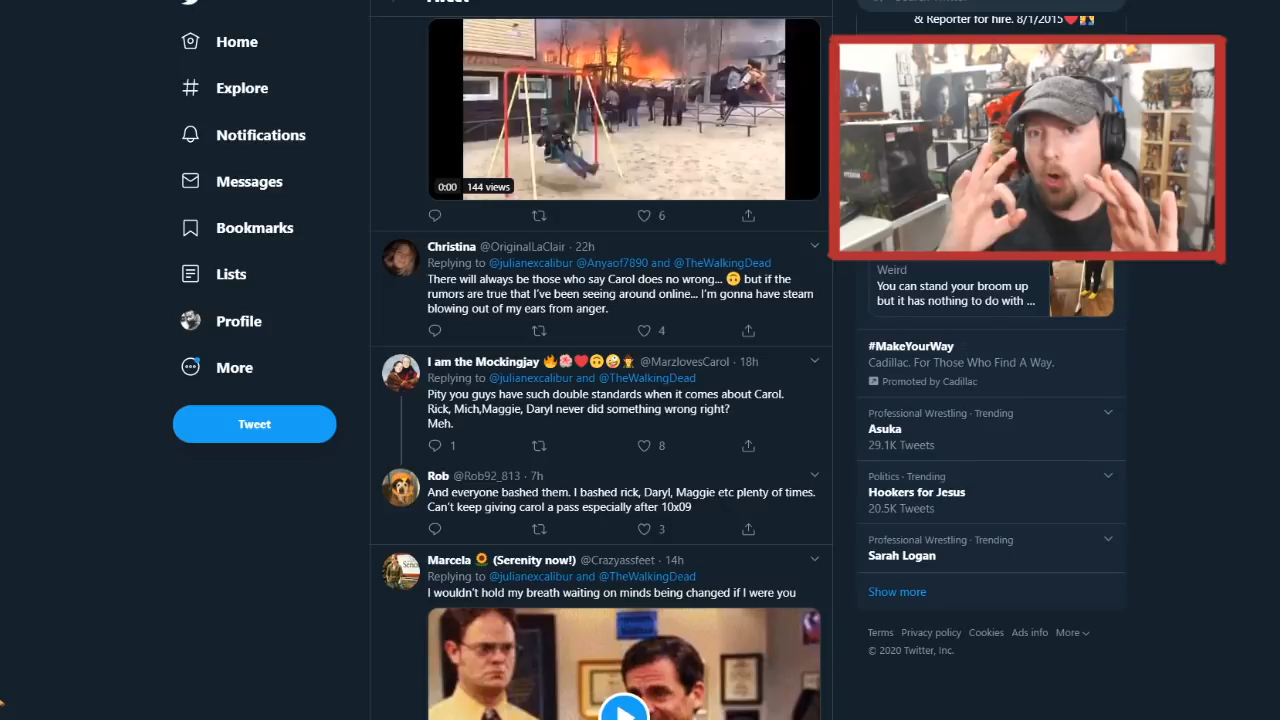 Home
Explore
Notifications
Messages
Bookmarks
Lists
Profile
More
Tweet
0:00 144 views
6
Christina @OriginalLaClair · 22h
Replying to @julianexcalibur @Anyaof7890 and @TheWalkingDead
There will always be those who say Carol does no wrong... 🙃 but if the
rumors are true that I've been seeing around online... I'm gonna have steam
blowing out of my ears from anger.
4
I am the Mockingjay 🔥🌺❤️🙃🤪🧝 @MarzlovesCarol · 18h
Replying to @julianexcalibur and @TheWalkingDead
Pity you guys have such double standards when it comes about Carol.
Rick, Mich,Maggie, Daryl never did something wrong right?
Meh.
1 8
Rob @Rob92_813 · 7h
And everyone bashed them. I bashed rick, Daryl, Maggie etc plenty of times.
Can't keep giving carol a pass especially after 10x09
3
Marcela 🌻 (Serenity now!) @Crazyassfeet · 14h
Replying to @julianexcalibur and @TheWalkingDead
I wouldn't hold my breath waiting on minds being changed if I were you
& Reporter for hire. 8/1/2015❤️
Weird
You can stand your broom up
but it has nothing to do with ...
#MakeYourWay
Cadillac. For Those Who Find A Way.
Promoted by Cadillac
Professional Wrestling · Trending
Asuka
29.1K Tweets
Politics · Trending
Hookers for Jesus
20.5K Tweets
Professional Wrestling · Trending
Sarah Logan
Show more
Terms Privacy policy Cookies Ads info More
© 2020 Twitter, Inc.